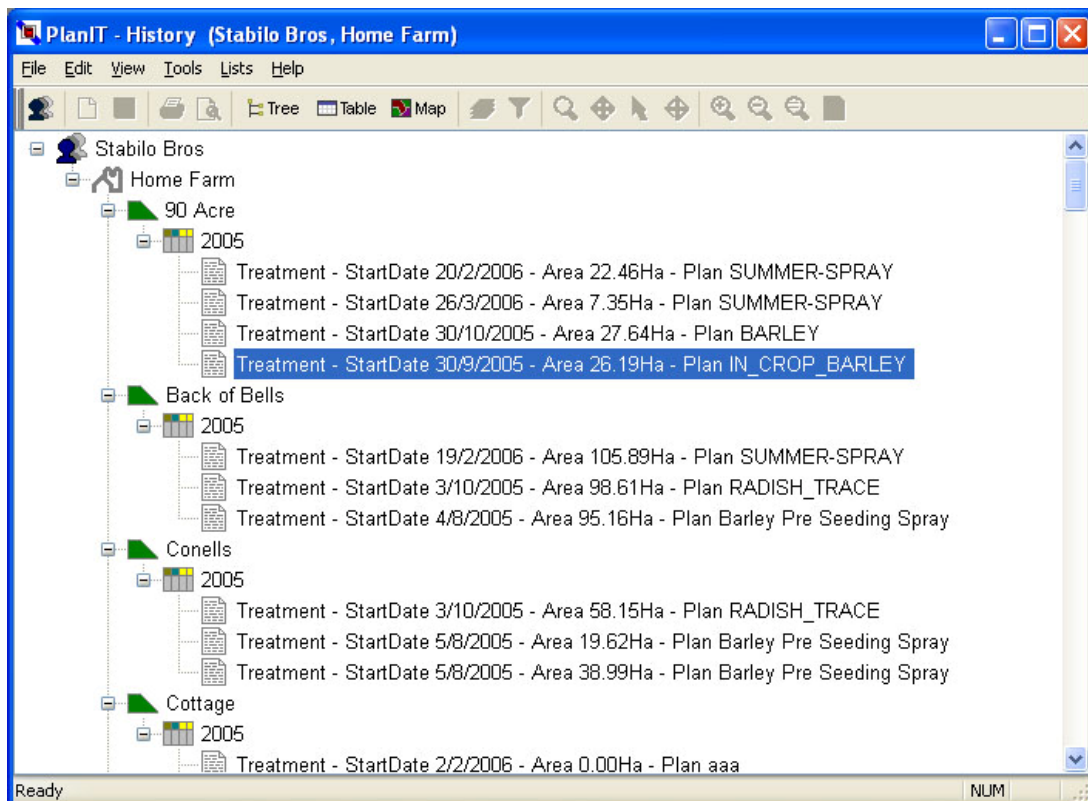 PlanIT - History (Stabilo Bros, Home Farm)
File Edit View Tools Lists Help
Tree Table Map
Stabilo Bros
Home Farm
90 Acre
2005
Treatment - StartDate 20/2/2006 - Area 22.46Ha - Plan SUMMER-SPRAY
Treatment - StartDate 26/3/2006 - Area 7.35Ha - Plan SUMMER-SPRAY
Treatment - StartDate 30/10/2005 - Area 27.64Ha - Plan BARLEY
Treatment - StartDate 30/9/2005 - Area 26.19Ha - Plan IN_CROP_BARLEY
Back of Bells
2005
Treatment - StartDate 19/2/2006 - Area 105.89Ha - Plan SUMMER-SPRAY
Treatment - StartDate 3/10/2005 - Area 98.61Ha - Plan RADISH_TRACE
Treatment - StartDate 4/8/2005 - Area 95.16Ha - Plan Barley Pre Seeding Spray
Conells
2005
Treatment - StartDate 3/10/2005 - Area 58.15Ha - Plan RADISH_TRACE
Treatment - StartDate 5/8/2005 - Area 19.62Ha - Plan Barley Pre Seeding Spray
Treatment - StartDate 5/8/2005 - Area 38.99Ha - Plan Barley Pre Seeding Spray
Cottage
2005
Treatment - StartDate 2/2/2006 - Area 0.00Ha - Plan aaa
Ready NUM